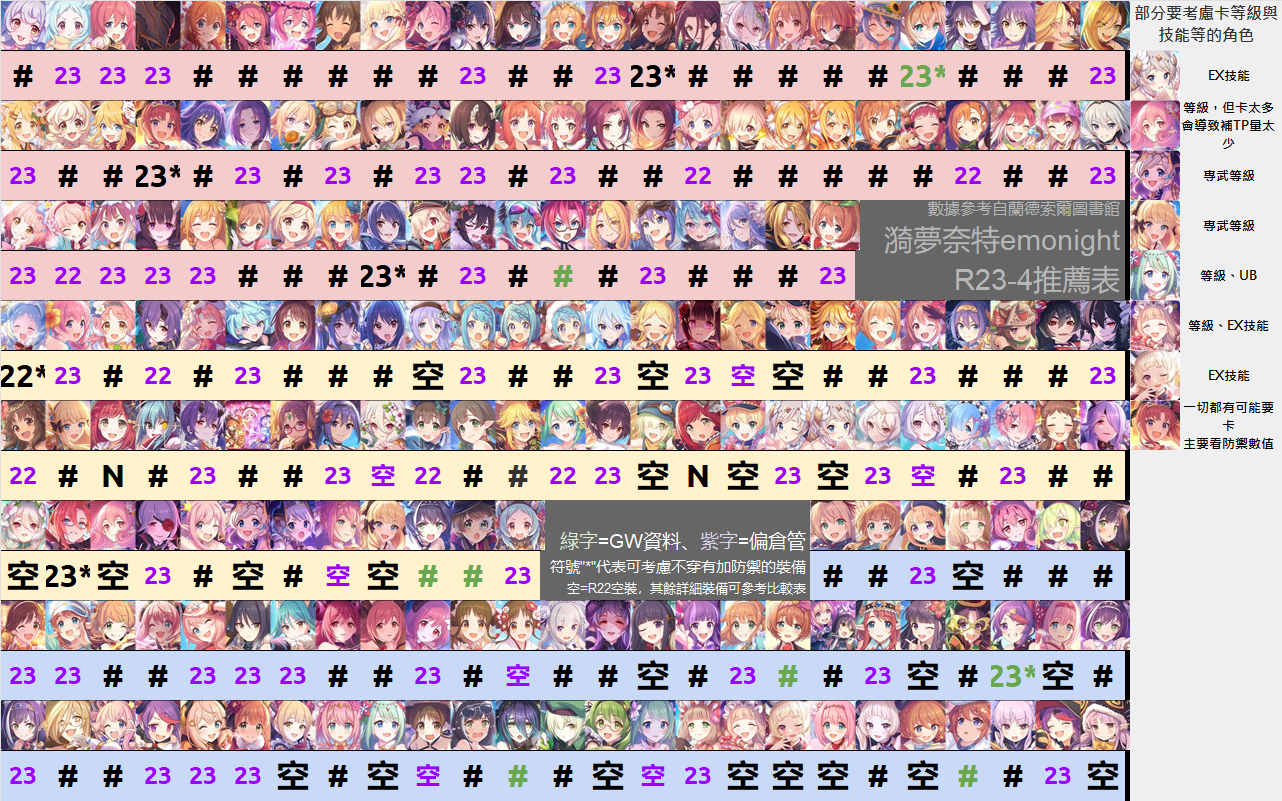 部分要考慮卡等級與
技能等的角色
# 23 23 23 # # # # # # 23 # # 23 23* # # # # # 23* # # # 23
EX技能
等級，但卡太多
會導致補TP量太
少
23 # # 23* # 23 # 23 # 23 23 # 23 # # 22 # # # # # 22 # # 23
專武等級
數據參考自蘭德索爾圖書館
漪夢奈特emonight
R23-4推薦表
專武等級
23 22 23 23 23 # # # 23* # 23 # # # 23 # # # 23
等級、UB
等級、EX技能
22* 23 # 22 # 23 # # # 空 23 # # 23 空 23 空 空 # # 23 # # # 23
EX技能
一切都有可能要
卡
主要看防禦數值
22 # N # 23 # # 23 空 22 # # 22 23 空 N 空 23 空 23 空 # 23 # #
綠字=GW資料、紫字=偏倉管
符號"*"代表可考慮不穿有加防禦的裝備
空=R22空裝，其餘詳細裝備可參考比較表
空 23* 空 23 # 空 # 空 空 # # 23 # # 23 空 # # #
23 23 # # 23 23 23 # # 23 # 空 # # 空 # 23 # # 23 空 # 23* 空 #
23 # # 23 23 23 空 # 空 空 # # # 空 空 23 空 空 空 # 空 # # 23 空